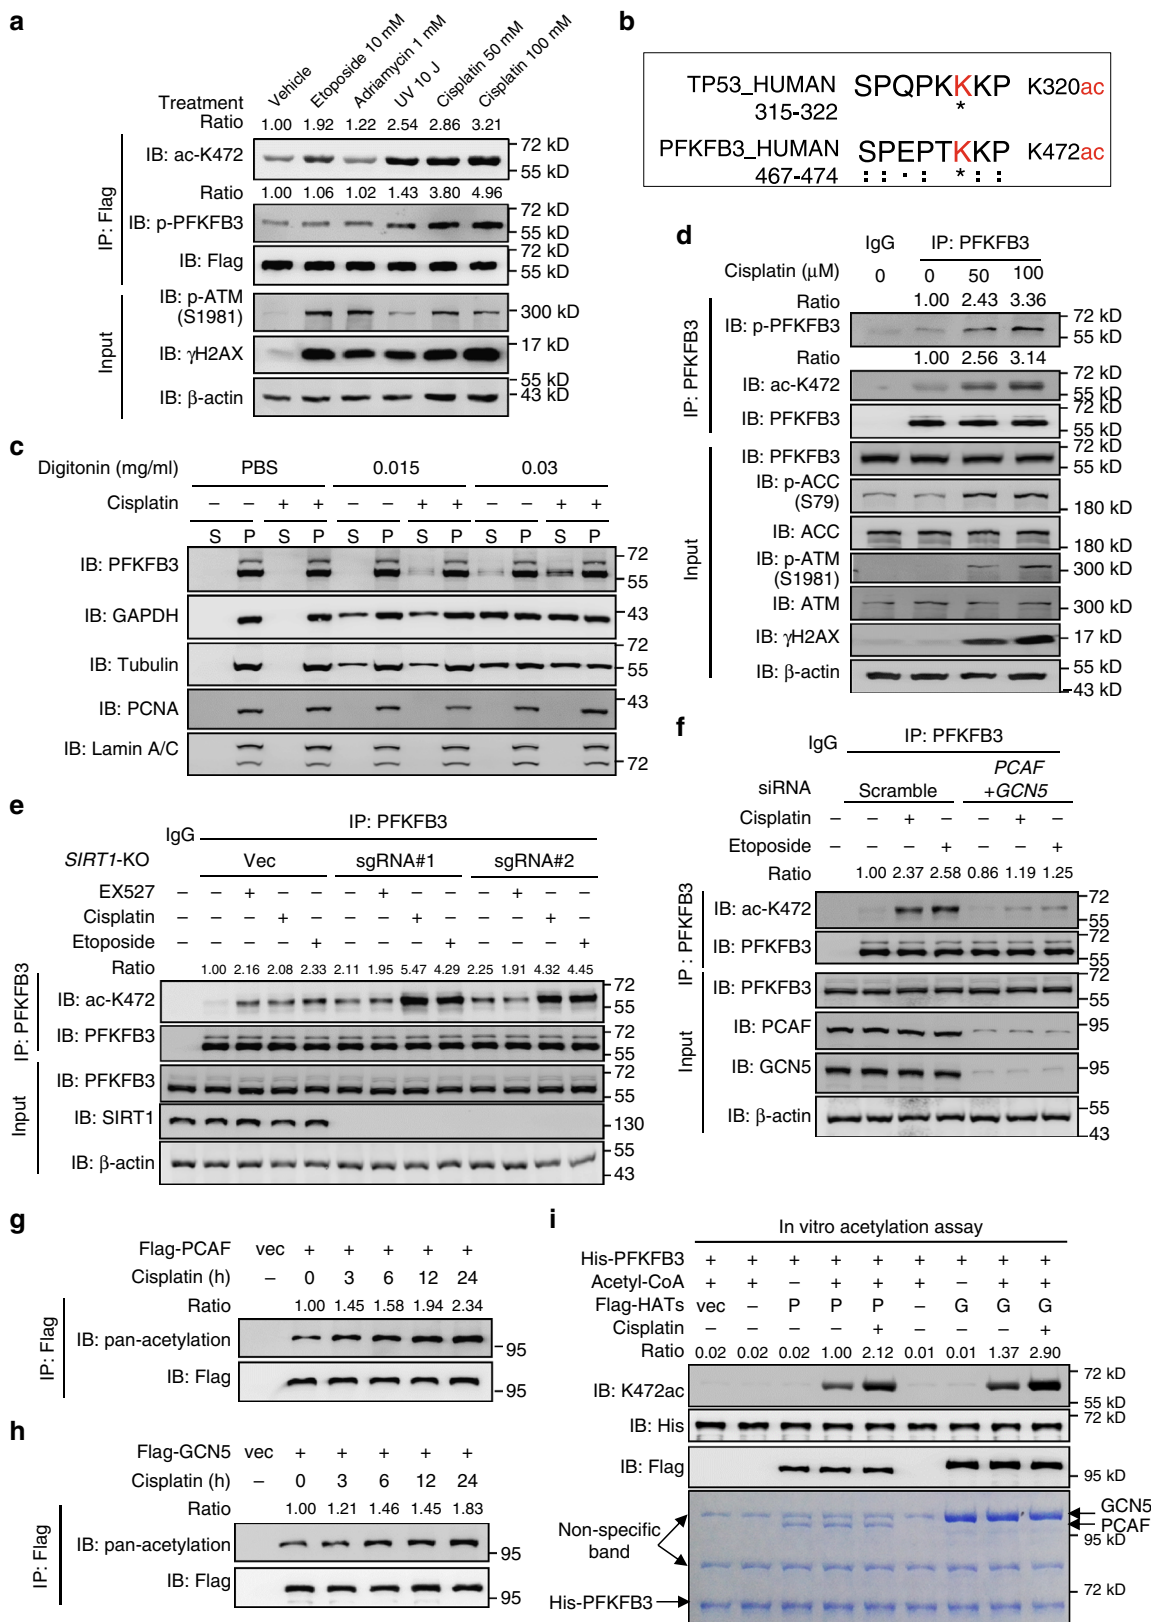 a
Treatment Vehicle Etoposide 10 mM Adriamycin 1 mM UV 10 J Cisplatin 50 mM Cisplatin 100 mM
Ratio 1.00 1.92 1.22 2.54 2.86 3.21
IP: Flag
IB: ac-K472 72 kD 55 kD
Ratio 1.00 1.06 1.02 1.43 3.80 4.96
IB: p-PFKFB3 72 kD 55 kD
IB: Flag 72 kD 55 kD
Input
IB: p-ATM (S1981) 300 kD
IB: γH2AX 17 kD
IB: β-actin 55 kD 43 kD
b
TP53_HUMAN SPQPKKKP K320ac
315-322 *
PFKFB3_HUMAN SPEPTKKP K472ac
467-474 : : · : * : :
c
Digitonin (mg/ml) PBS 0.015 0.03
Cisplatin – – + + – – + + – – + +
S P S P S P S P S P S P
IB: PFKFB3 72 55
IB: GAPDH 43
IB: Tubulin 72 55
IB: PCNA 43
IB: Lamin A/C 72
d
IgG IP: PFKFB3
Cisplatin (μM) 0 0 50 100
Ratio 1.00 2.43 3.36
IP: PFKFB3
IB: p-PFKFB3 72 kD 55 kD
Ratio 1.00 2.56 3.14
IB: ac-K472 72 kD 55 kD
IB: PFKFB3 72 kD 55 kD
Input
IB: PFKFB3 72 kD 55 kD
IB: p-ACC (S79) 180 kD
IB: ACC 180 kD
IB: p-ATM (S1981) 300 kD
IB: ATM 300 kD
IB: γH2AX 17 kD
IB: β-actin 55 kD 43 kD
e
IgG IP: PFKFB3
SIRT1-KO Vec sgRNA#1 sgRNA#2
EX527 – – + – – – + – – – + – –
Cisplatin – – – + – – – + – – – + –
Etoposide – – – – + – – – + – – – +
Ratio 1.00 2.16 2.08 2.33 2.11 1.95 5.47 4.29 2.25 1.91 4.32 4.45
IP: PFKFB3
IB: ac-K472 72 55
IB: PFKFB3 72 55
Input
IB: PFKFB3 72 55
IB: SIRT1 130
IB: β-actin 55 43
f
IgG IP: PFKFB3
siRNA Scramble PCAF +GCN5
Cisplatin – – + – – + –
Etoposide – – – + – – +
Ratio 1.00 2.37 2.58 0.86 1.19 1.25
IP : PFKFB3
IB: ac-K472 72 55
IB: PFKFB3 72 55
Input
IB: PFKFB3 72 55
IB: PCAF 95
IB: GCN5 95
IB: β-actin 55 43
g
Flag-PCAF vec + + + + +
Cisplatin (h) – 0 3 6 12 24
Ratio 1.00 1.45 1.58 1.94 2.34
IP: Flag
IB: pan-acetylation 95
IB: Flag 95
h
Flag-GCN5 vec + + + + +
Cisplatin (h) – 0 3 6 12 24
Ratio 1.00 1.21 1.46 1.45 1.83
IP: Flag
IB: pan-acetylation 95
IB: Flag 95
i
In vitro acetylation assay
His-PFKFB3 + + + + + + + + +
Acetyl-CoA + + – + + + – + +
Flag-HATs vec – P P P – G G G
Cisplatin – – – – + – – – +
Ratio 0.02 0.02 0.02 1.00 2.12 0.01 0.01 1.37 2.90
IB: K472ac 72 kD 55 kD
IB: His 72 kD
IB: Flag 95 kD
Non-specific band
GCN5
PCAF
95 kD
His-PFKFB3
72 kD